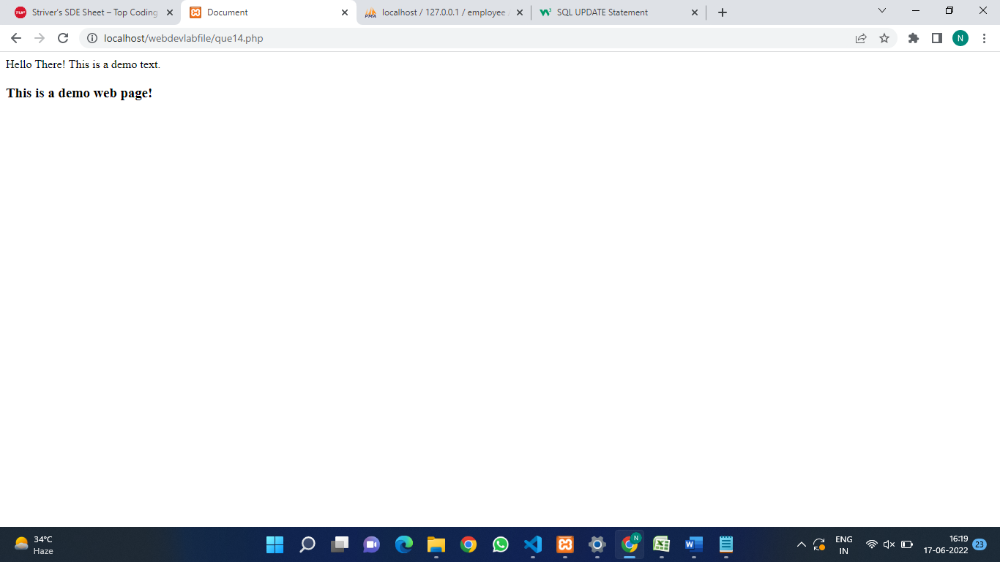 Striver's SDE Sheet – Top Coding
Document
localhost / 127.0.0.1 / employee
SQL UPDATE Statement
localhost/webdevlabfile/que14.php
N
Hello There! This is a demo text.
This is a demo web page!
34°C
Haze
N
ENG
IN
16:19
17-06-2022
23